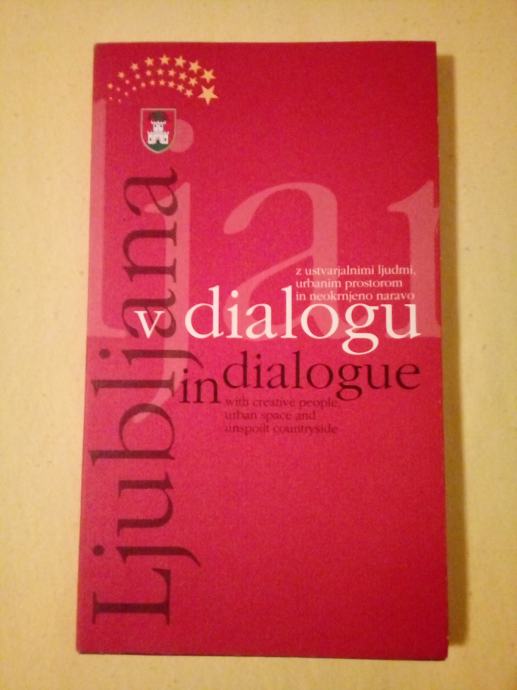 Ljubljana
z ustvarjalnimi ljudmi,
urbanim prostorom
in neokrnjeno naravo
v dialogu
in dialogue
with creative people,
urban space and
unspoilt countryside